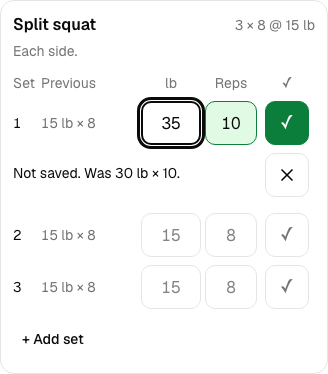 Split squat 3 × 8 @ 15 lb
Each side.
Set Previous lb Reps ✓
1 15 lb × 8 35 10 ✓
Not saved. Was 30 lb × 10. ×
2 15 lb × 8 15 8 ✓
3 15 lb × 8 15 8 ✓
+ Add set